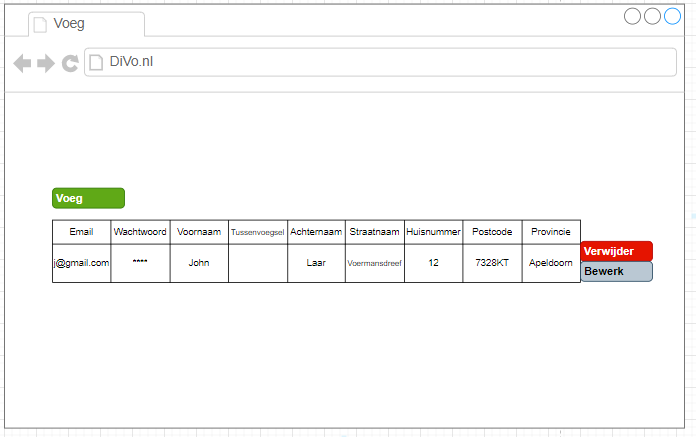 Voeg
DiVo.nl
Voeg
Email Wachtwoord Voornaam Tussenvoegsel Achternaam Straatnaam Huisnummer Postcode Provincie
j@gmail.com **** John Laar Voermansdreef 12 7328KT Apeldoorn
Verwijder
Bewerk